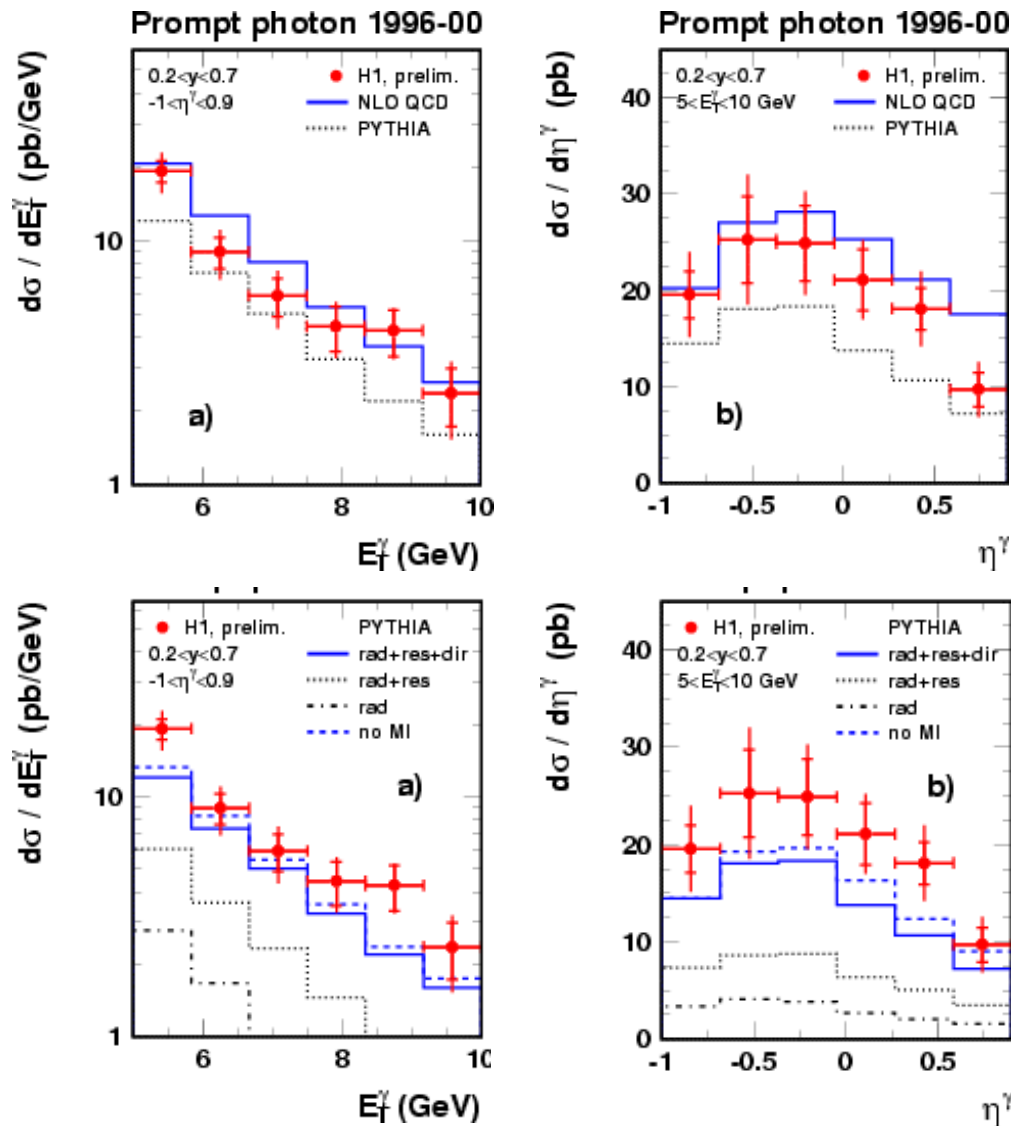 Prompt photon 1996-00
dσ / dE_T^γ (pb/GeV)
0.2<y<0.7
-1<η^γ<0.9
H1, prelim.
NLO QCD
PYTHIA
10
1
a)
6
8
10
E_T^γ (GeV)
Prompt photon 1996-00
dσ / dη^γ (pb)
0.2<y<0.7
5<E_T^γ<10 GeV
H1, prelim.
NLO QCD
PYTHIA
40
30
20
10
0
b)
-1
-0.5
0
0.5
η^γ
dσ / dE_T^γ (pb/GeV)
H1, prelim.
0.2<y<0.7
-1<η^γ<0.9
PYTHIA
rad+res+dir
rad+res
rad
no MI
10
1
a)
6
8
10
E_T^γ (GeV)
dσ / dη^γ (pb)
H1, prelim.
0.2<y<0.7
5<E_T^γ<10 GeV
PYTHIA
rad+res+dir
rad+res
rad
no MI
40
30
20
10
0
b)
-1
-0.5
0
0.5
η^γ